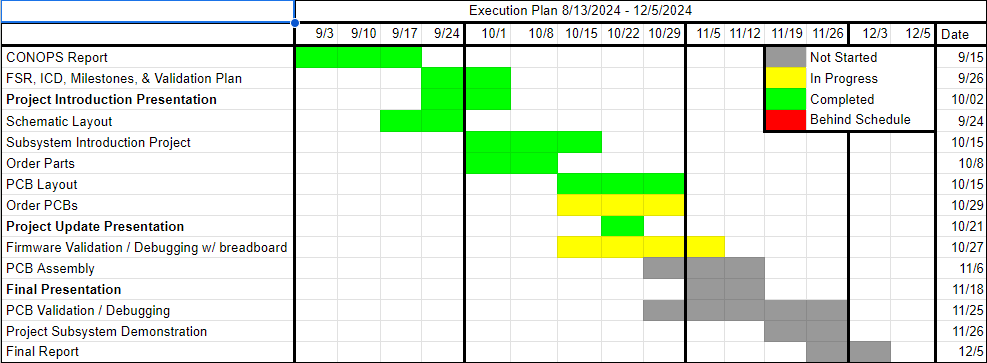 Execution Plan 8/13/2024 - 12/5/2024
9/3 9/10 9/17 9/24 10/1 10/8 10/15 10/22 10/29 11/5 11/12 11/19 11/26 12/3 12/5 Date
CONOPS Report 9/15
Not Started
FSR, ICD, Milestones, & Validation Plan 9/26
In Progress
Project Introduction Presentation 10/02
Completed
Schematic Layout 9/24
Behind Schedule
Subsystem Introduction Project 10/15
Order Parts 10/8
PCB Layout 10/15
Order PCBs 10/29
Project Update Presentation 10/21
Firmware Validation / Debugging w/ breadboard 10/27
PCB Assembly 11/6
Final Presentation 11/18
PCB Validation / Debugging 11/25
Project Subsystem Demonstration 11/26
Final Report 12/5